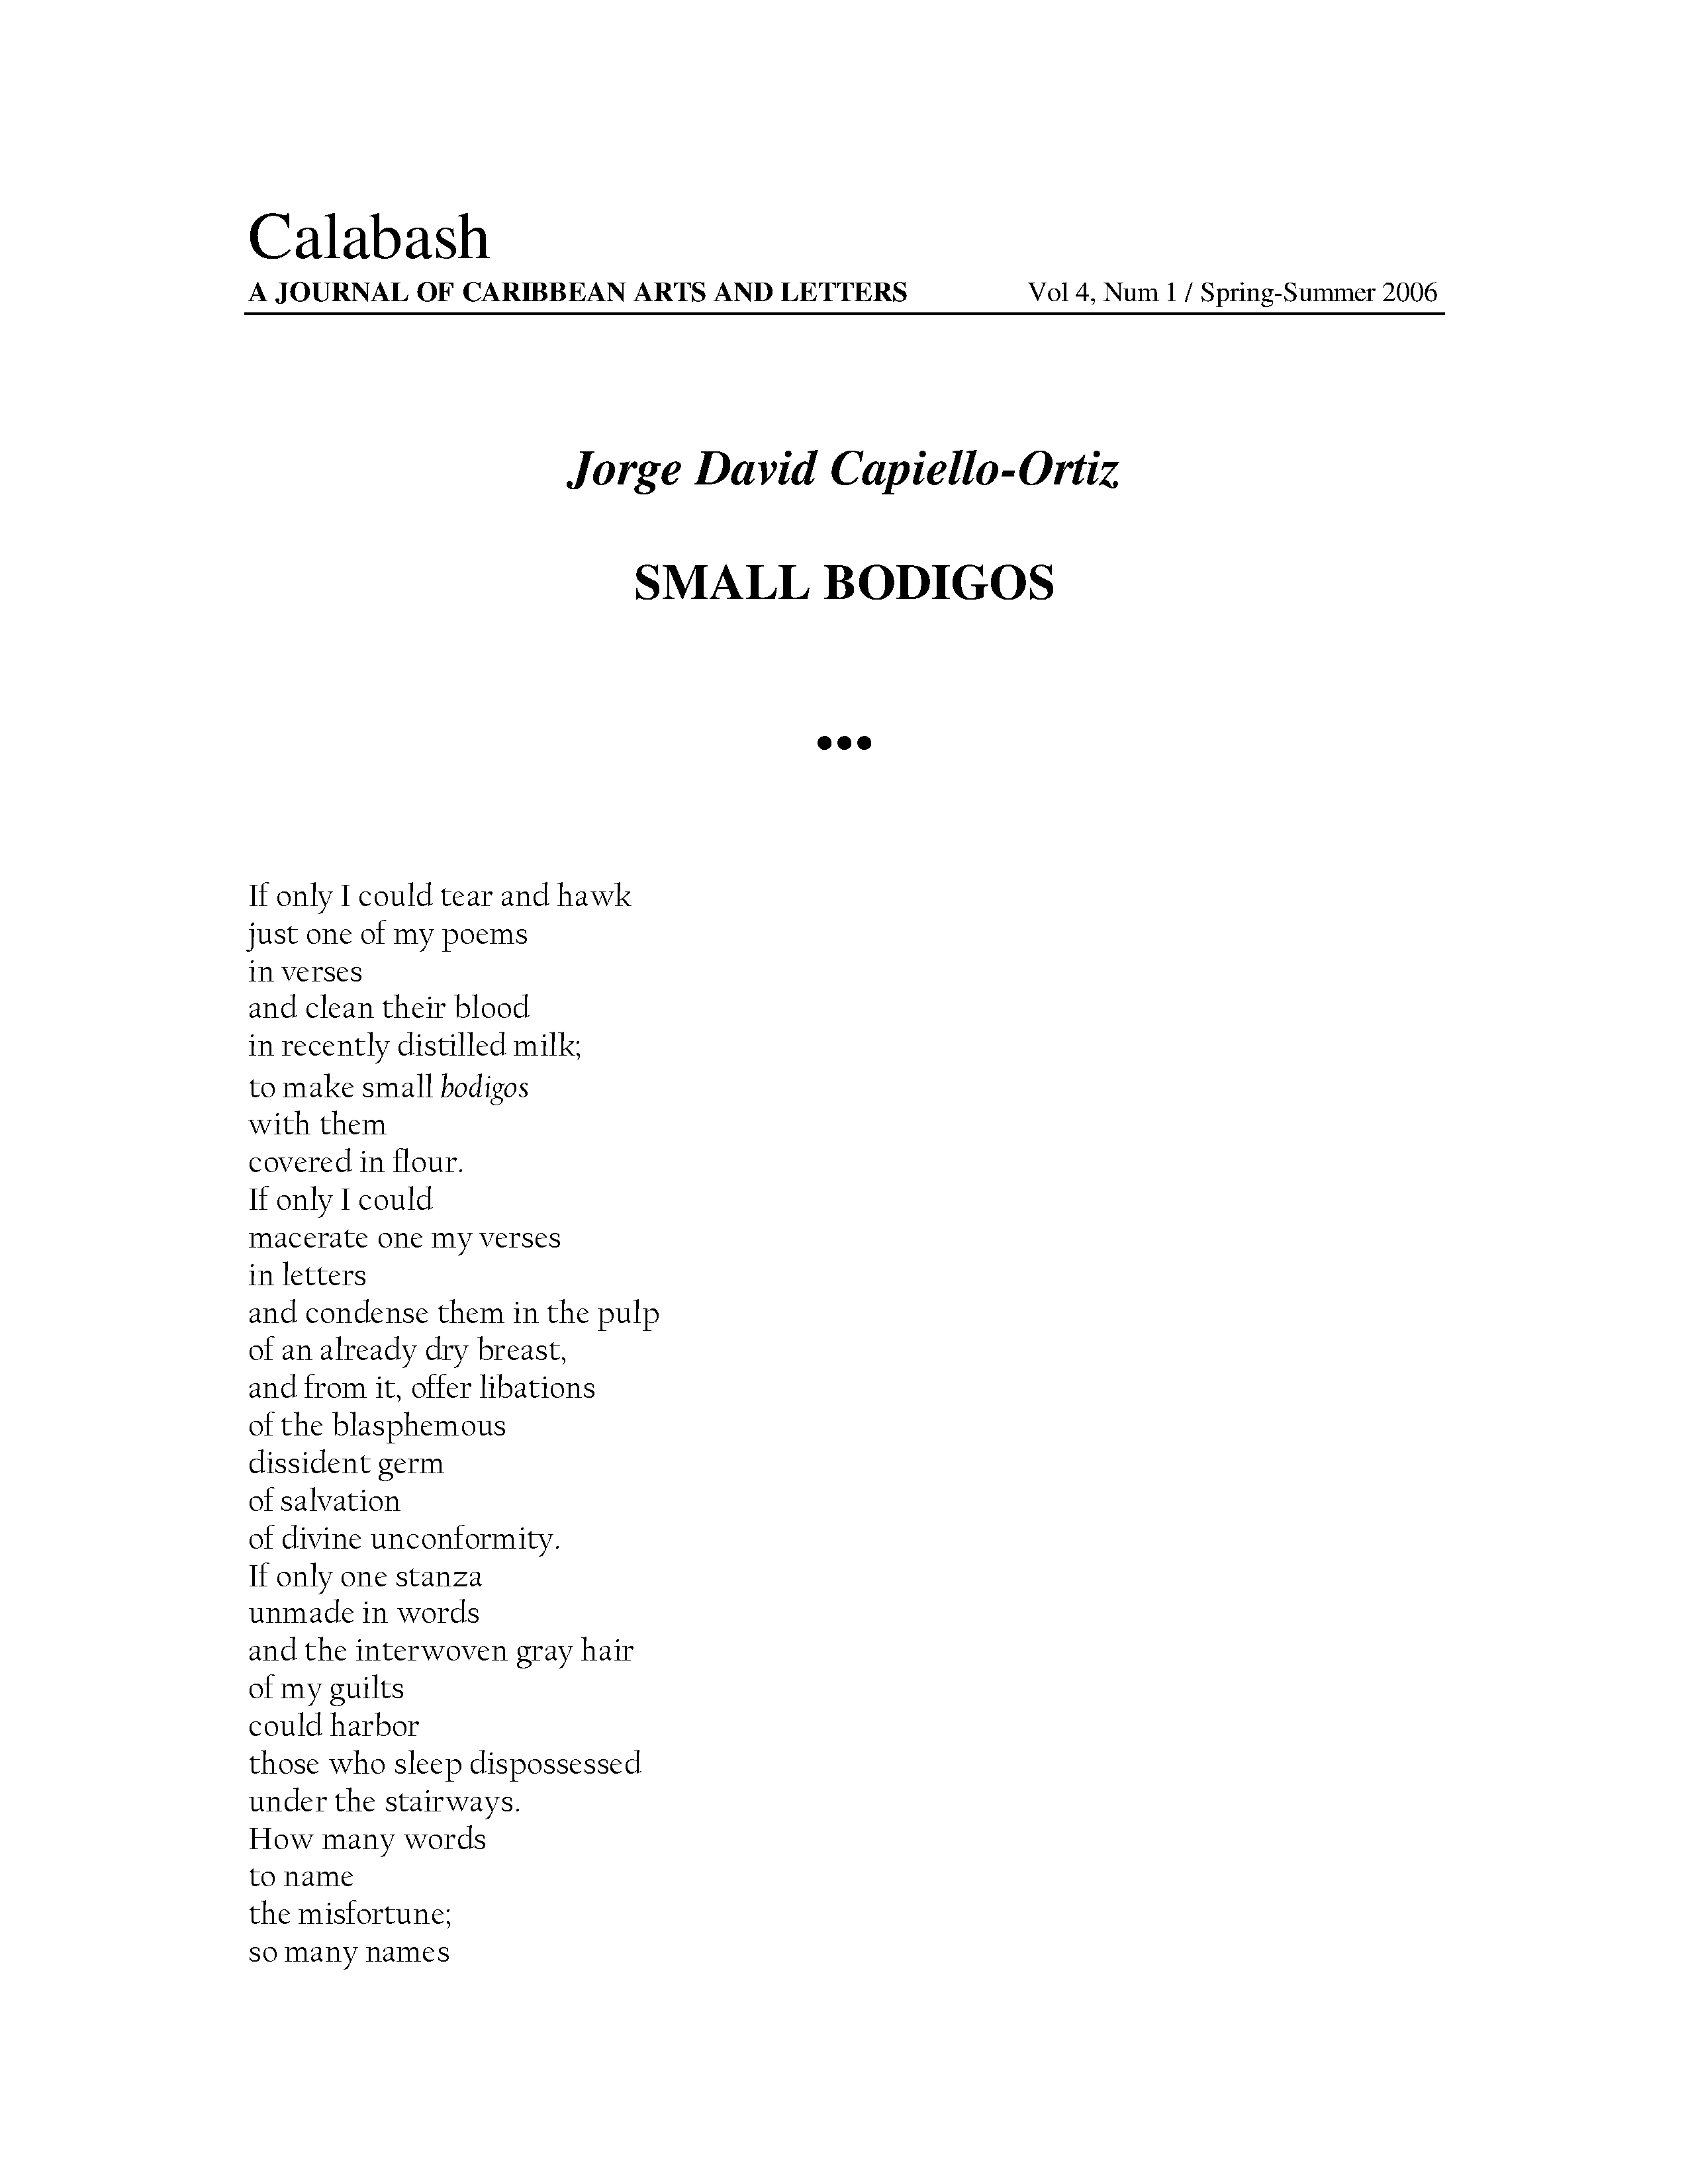 Calabash
A JOURNAL OF CARIBBEAN ARTS AND LETTERS Vol 4, Num 1 / Spring-Summer 2006
Jorge David Capiello-Ortiz
SMALL BODIGOS
•••
If only I could tear and hawk
just one of my poems
in verses
and clean their blood
in recently distilled milk;
to make small bodigos
with them
covered in flour.
If only I could
macerate one my verses
in letters
and condense them in the pulp
of an already dry breast,
and from it, offer libations
of the blasphemous
dissident germ
of salvation
of divine unconformity.
If only one stanza
unmade in words
and the interwoven gray hair
of my guilts
could harbor
those who sleep dispossessed
under the stairways.
How many words
to name
the misfortune;
so many names